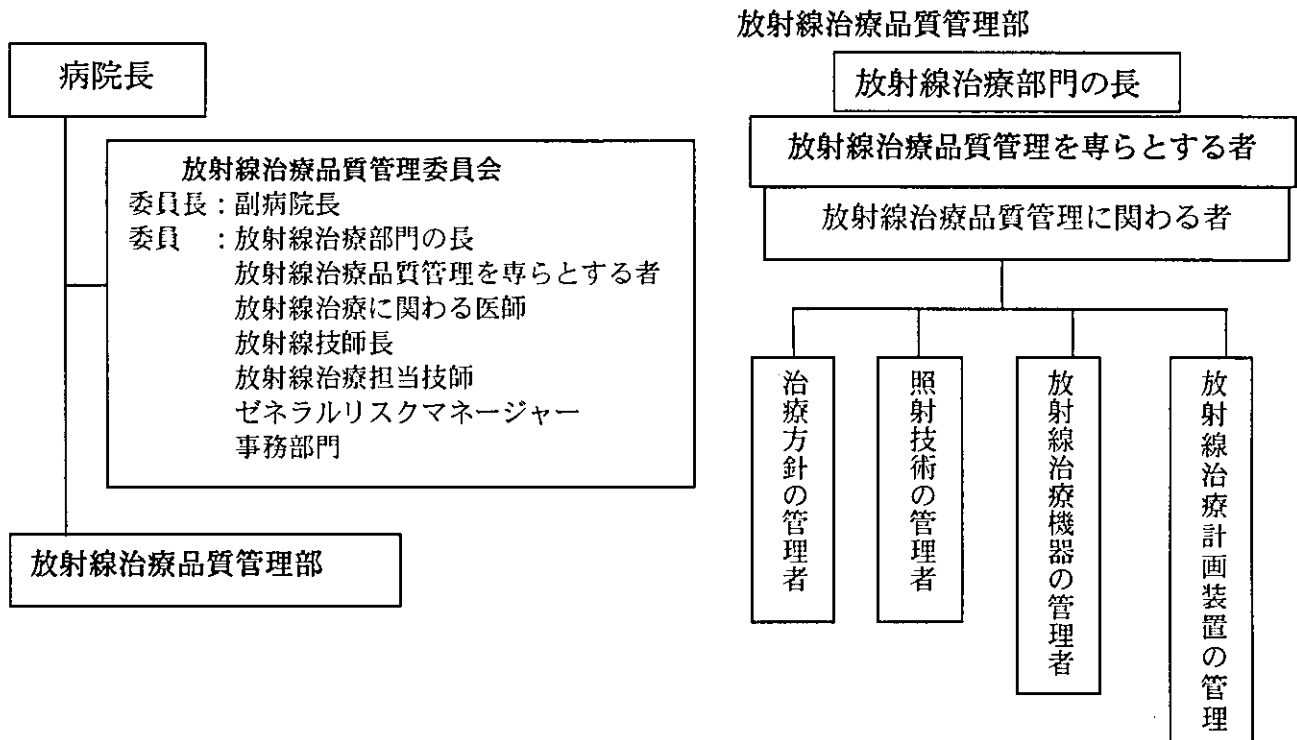 病院長
放射線治療品質管理委員会
委員長：副病院長
委員　：放射線治療部門の長
放射線治療品質管理を専らとする者
放射線治療に関わる医師
放射線技師長
放射線治療担当技師
ゼネラルリスクマネージャー
事務部門
放射線治療品質管理部
放射線治療品質管理部
放射線治療部門の長
放射線治療品質管理を専らとする者
放射線治療品質管理に関わる者
治療方針の管理者
照射技術の管理者
放射線治療機器の管理者
放射線治療計画装置の管理